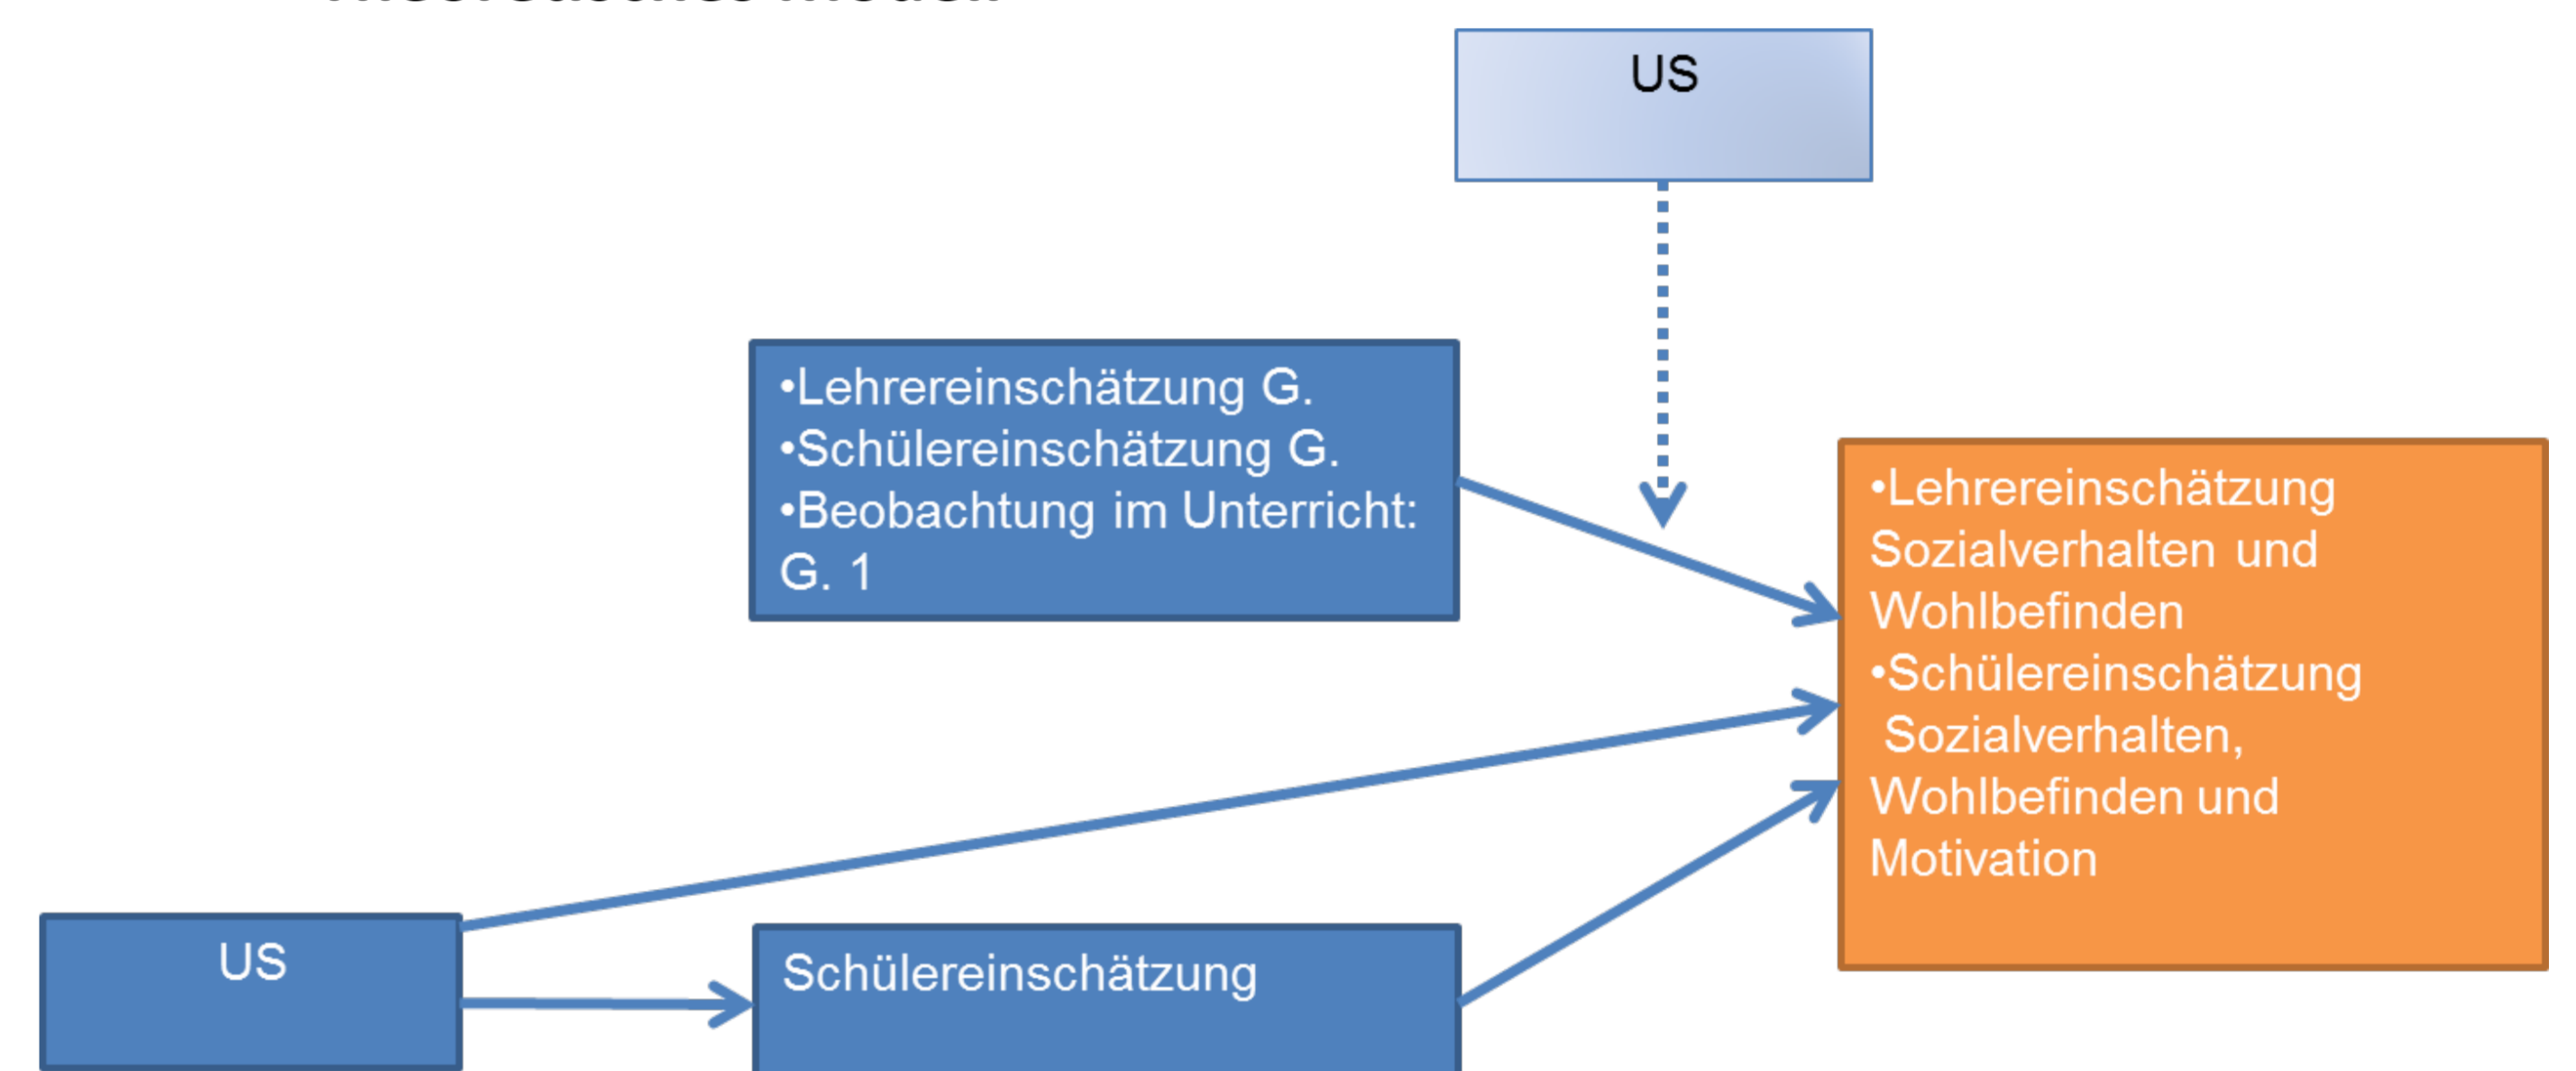 US
•Lehrereinschätzung G.
•Schülereinschätzung G.
•Beobachtung im Unterricht:
G. 1
•Lehrereinschätzung
Sozialverhalten und
Wohlbefinden
•Schülereinschätzung
Sozialverhalten,
Wohlbefinden und
Motivation
US
Schülereinschätzung